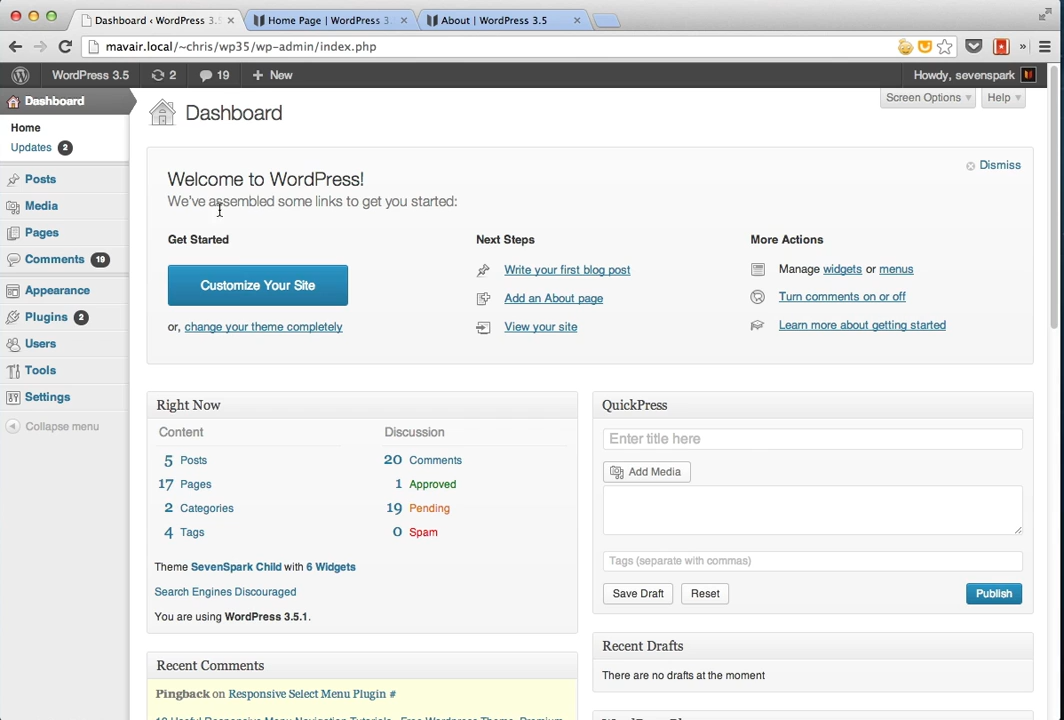 Dashboard ‹ WordPress 3.5
Home Page | WordPress 3.
About | WordPress 3.5
mavair.local/~chris/wp35/wp-admin/index.php
WordPress 3.5
2
19
New
Howdy, sevenspark
Dashboard
Home
Updates 2
Posts
Media
Pages
Comments 19
Appearance
Plugins 2
Users
Tools
Settings
Collapse menu
Dashboard
Screen Options
Help
Welcome to WordPress!
We've assembled some links to get you started:
Dismiss
Get Started
Customize Your Site
or, change your theme completely
Next Steps
Write your first blog post
Add an About page
View your site
More Actions
Manage widgets or menus
Turn comments on or off
Learn more about getting started
Right Now
Content
5 Posts
17 Pages
2 Categories
4 Tags
Discussion
20 Comments
1 Approved
19 Pending
0 Spam
Theme SevenSpark Child with 6 Widgets
Search Engines Discouraged
You are using WordPress 3.5.1.
Recent Comments
Pingback on Responsive Select Menu Plugin #
QuickPress
Enter title here
Add Media
Tags (separate with commas)
Save Draft
Reset
Publish
Recent Drafts
There are no drafts at the moment